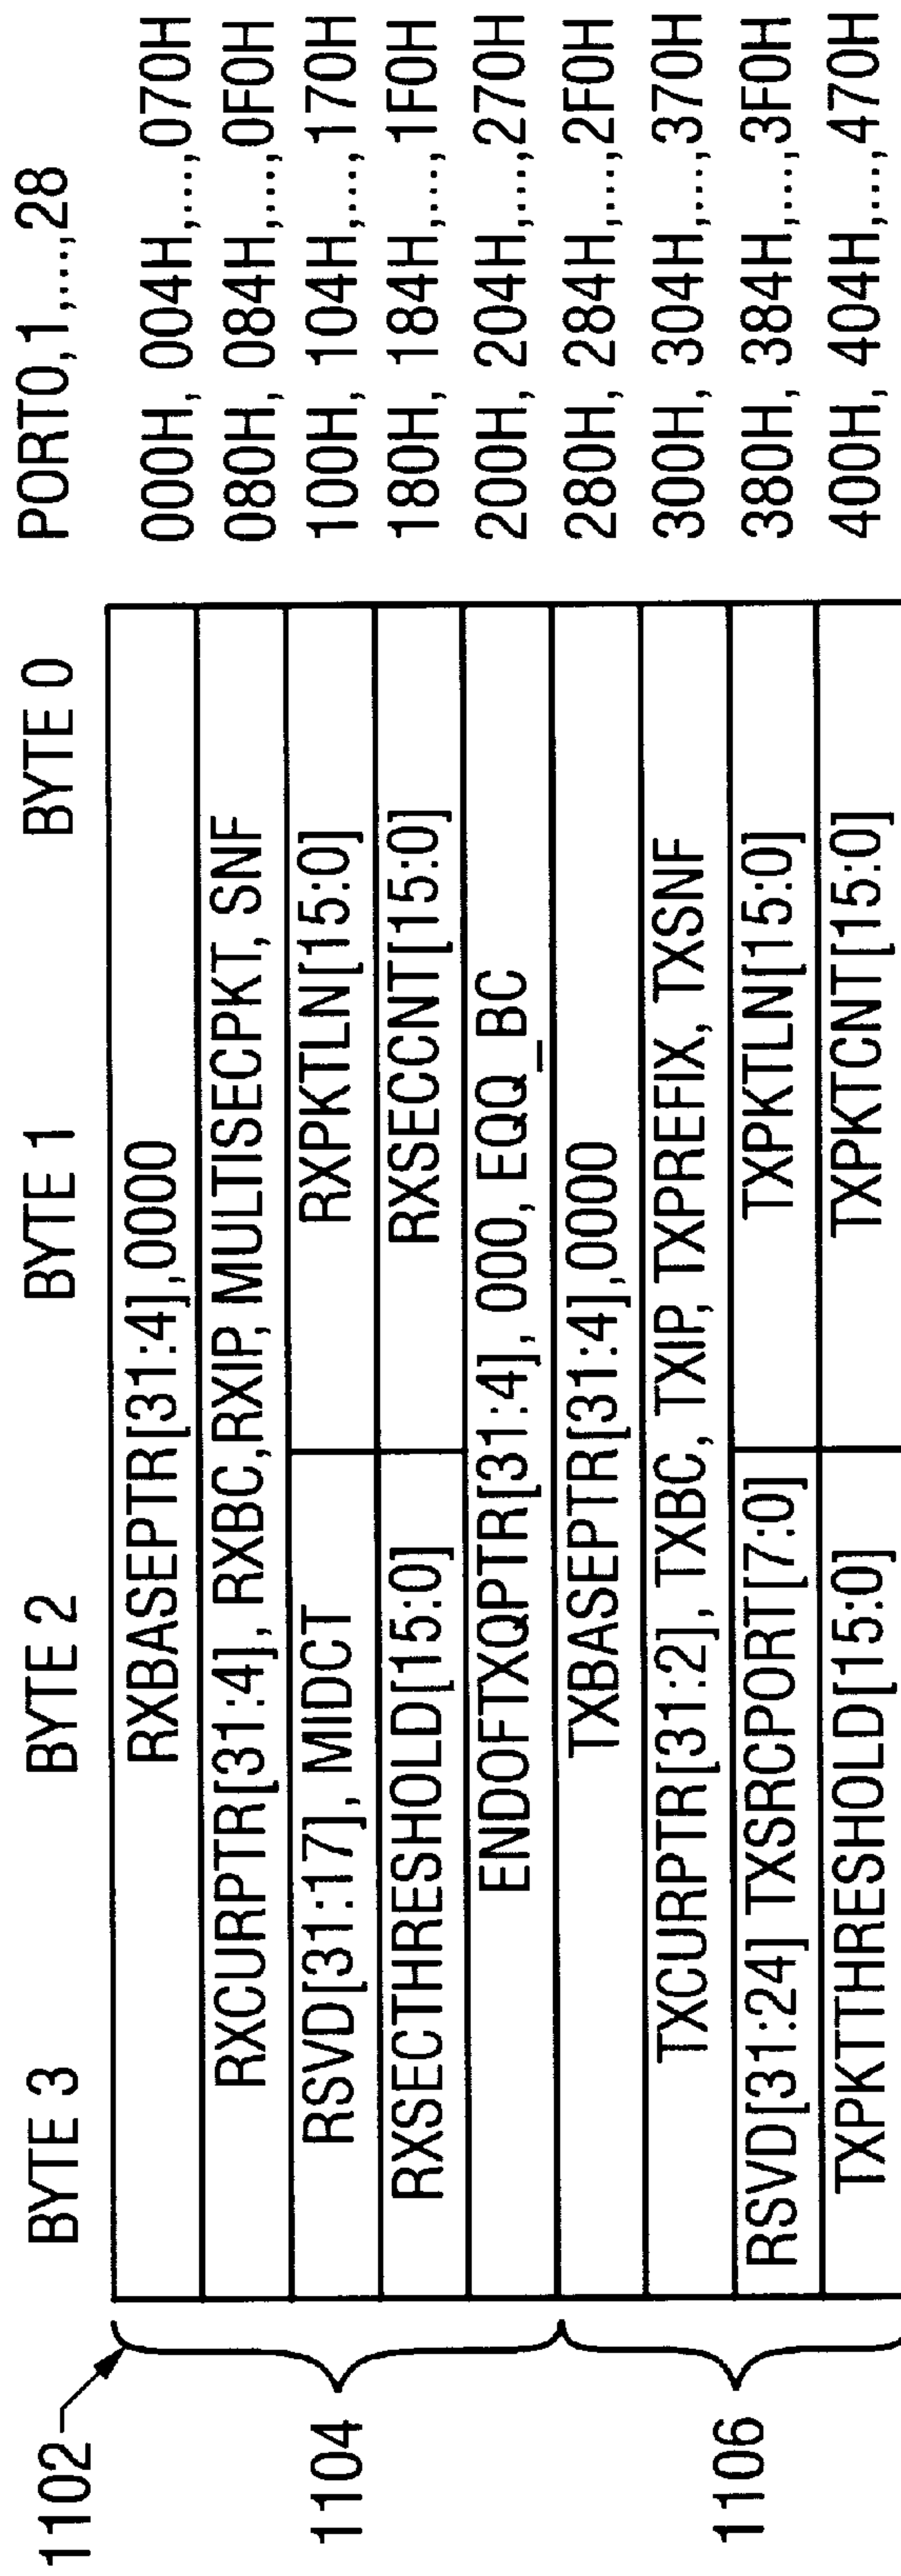 BYTE 3 BYTE 2 BYTE 1 BYTE 0 PORT0,1,...,28
1102
RXBASEPTR[31:4],0000 000H, 004H,...,070H
RXCURPTR[31:4], RXBC,RXIP,MULTISECPKT, SNF 080H, 084H,...,0F0H
RSVD[31:17], MIDCT RXPKTLN[15:0] 100H, 104H,...,170H
1104
RXSECTHRESHOLD[15:0] RXSECCNT[15:0] 180H, 184H,...,1F0H
ENDOFTXQPTR[31:4], 000, EQQ_BC 200H, 204H,...,270H
TXBASEPTR[31:4],0000 280H, 284H,...,2F0H
TXCURPTR[31:2], TXBC, TXIP, TXPREFIX, TXSNF 300H, 304H,...,370H
1106
RSVD[31:24] TXSRCPORT[7:0] TXPKTLN[15:0] 380H, 384H,...,3F0H
TXPKTTHRESHOLD[15:0] TXPKTCNT[15:0] 400H, 404H,...,470H